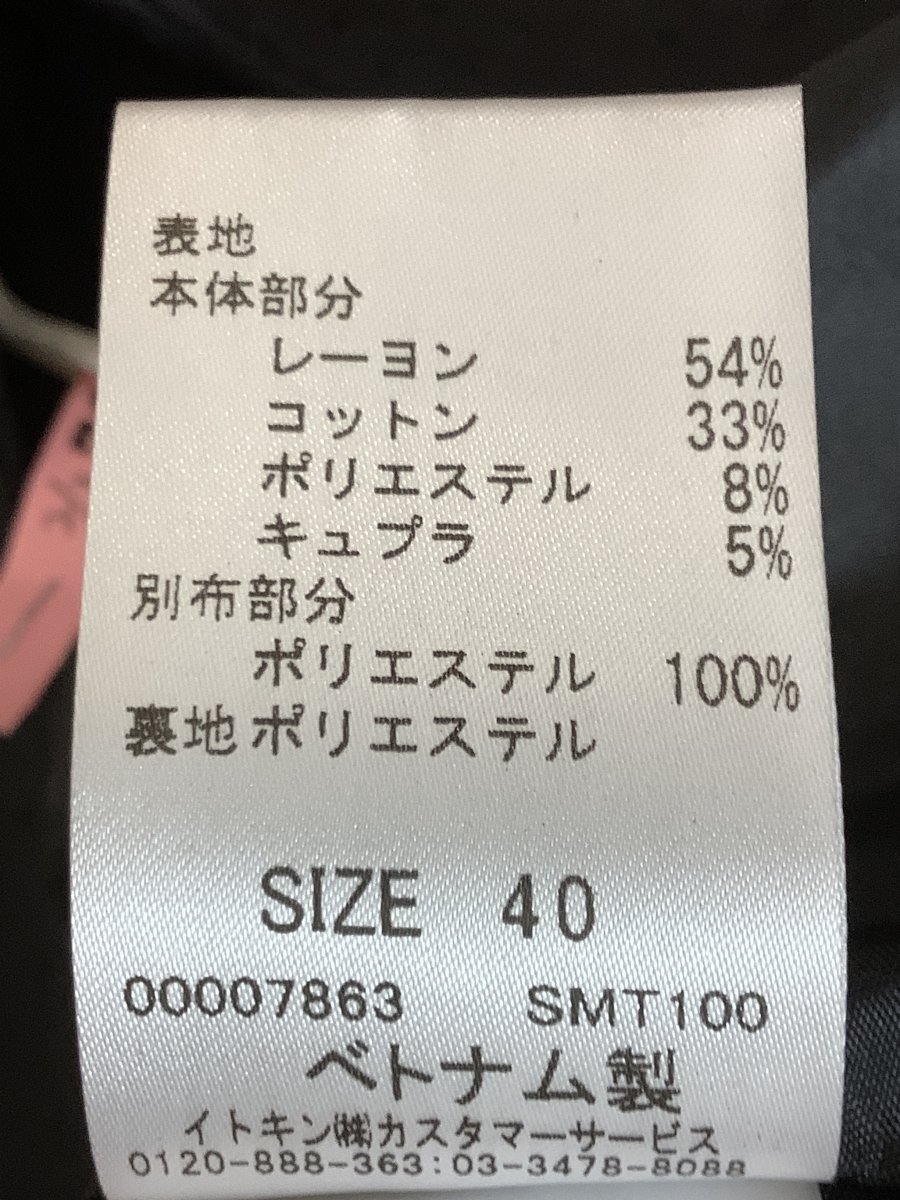 表地
本体部分
レーヨン 54%
コットン 33%
ポリエステル 8%
キュプラ 5%
別布部分
ポリエステル 100%
裏地 ポリエステル
SIZE 40
00007863 SMT100
ベトナム製
イトキン㈱カスタマーサービス
0120-888-363:03-3478-8088